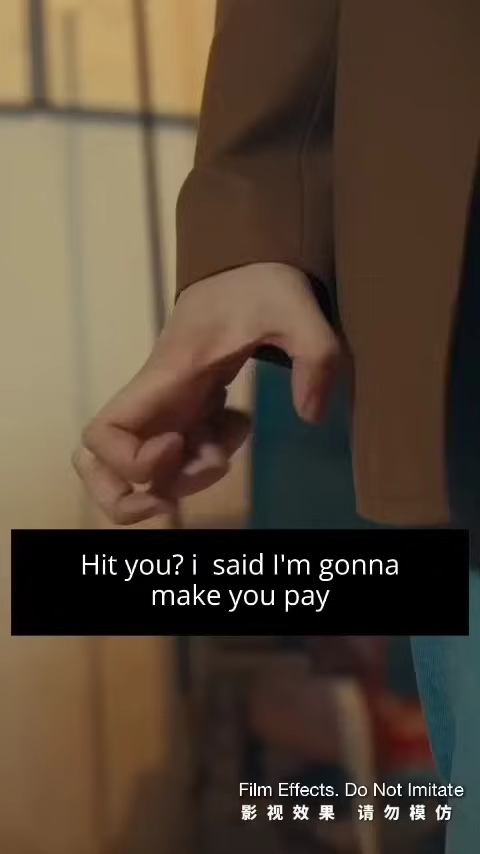 Hit you? i  said I'm gonna
make you pay
Film Effects. Do Not Imitate
影视效果 请勿模仿